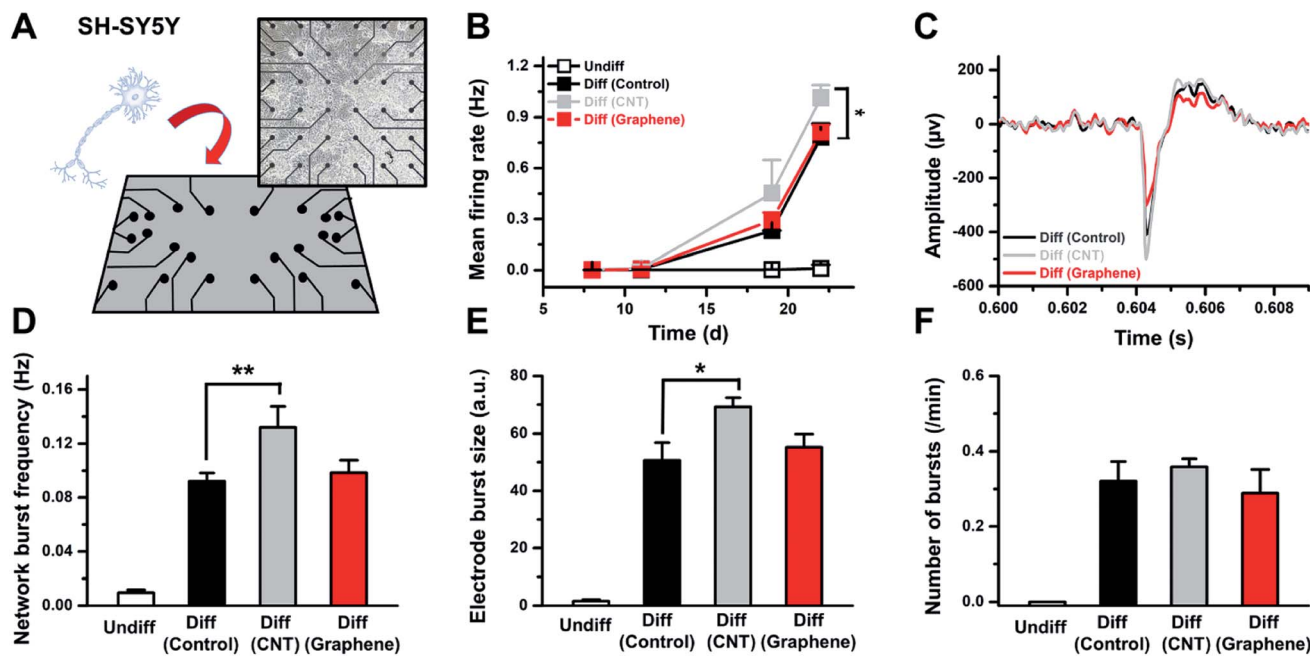 A
SH-SY5Y
B
Mean firing rate (Hz)
1.2
0.9
0.6
0.3
0.0
Undiff
Diff (Control)
Diff (CNT)
Diff (Graphene)
*
5
10
15
20
Time (d)
C
Amplitude (μv)
200
0
-200
-400
-600
Diff (Control)
Diff (CNT)
Diff (Graphene)
0.600
0.602
0.604
0.606
0.608
Time (s)
D
Network burst frequency (Hz)
0.16
0.12
0.08
0.04
0.00
**
Undiff
Diff
(Control)
Diff
(CNT)
Diff
(Graphene)
E
Electrode burst size (a.u.)
80
60
40
20
0
*
Undiff
Diff
(Control)
Diff
(CNT)
Diff
(Graphene)
F
Number of bursts (/min)
0.6
0.4
0.2
0.0
Undiff
Diff
(Control)
Diff
(CNT)
Diff
(Graphene)